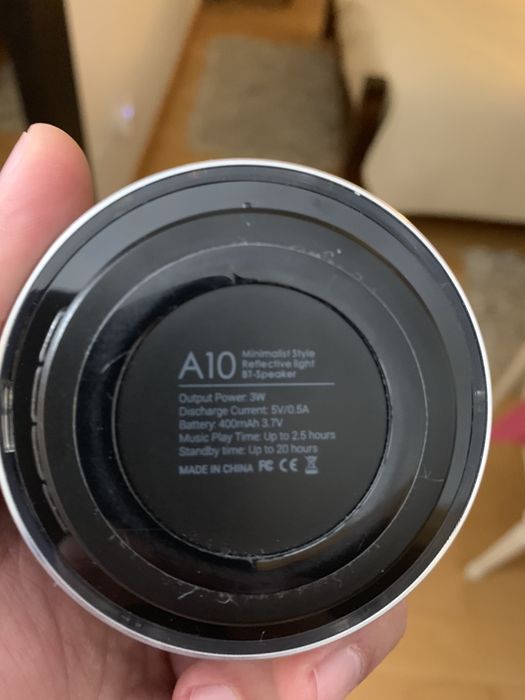 A10
Minimalist Style
Reflective light
BT-Speaker
Output Power: 3W
Discharge Current: 5V/0.5A
Battery: 400mAh 3.7V
Music Play Time: Up to 2.5 hours
Standby time: Up to 20 hours
MADE IN CHINA FC CE